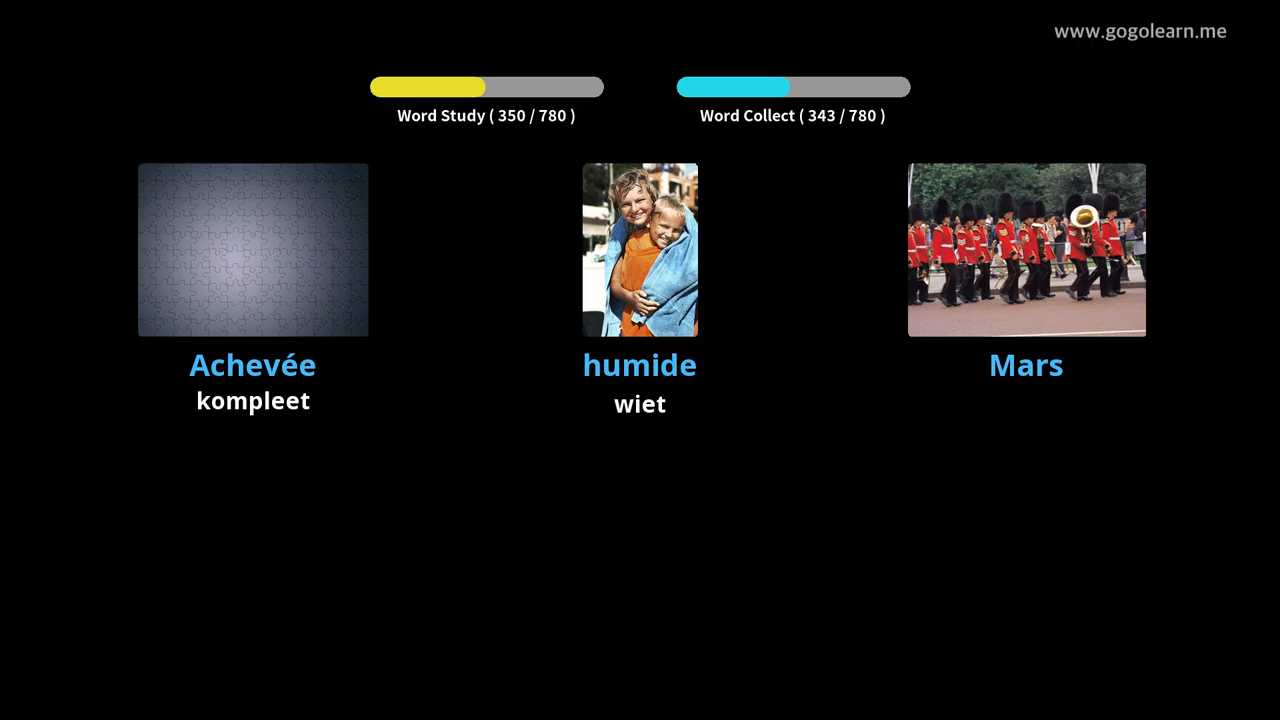 www.gogolearn.me
Word Study ( 350 / 780 )
Word Collect ( 343 / 780 )
Achevée
kompleet
humide
wiet
Mars